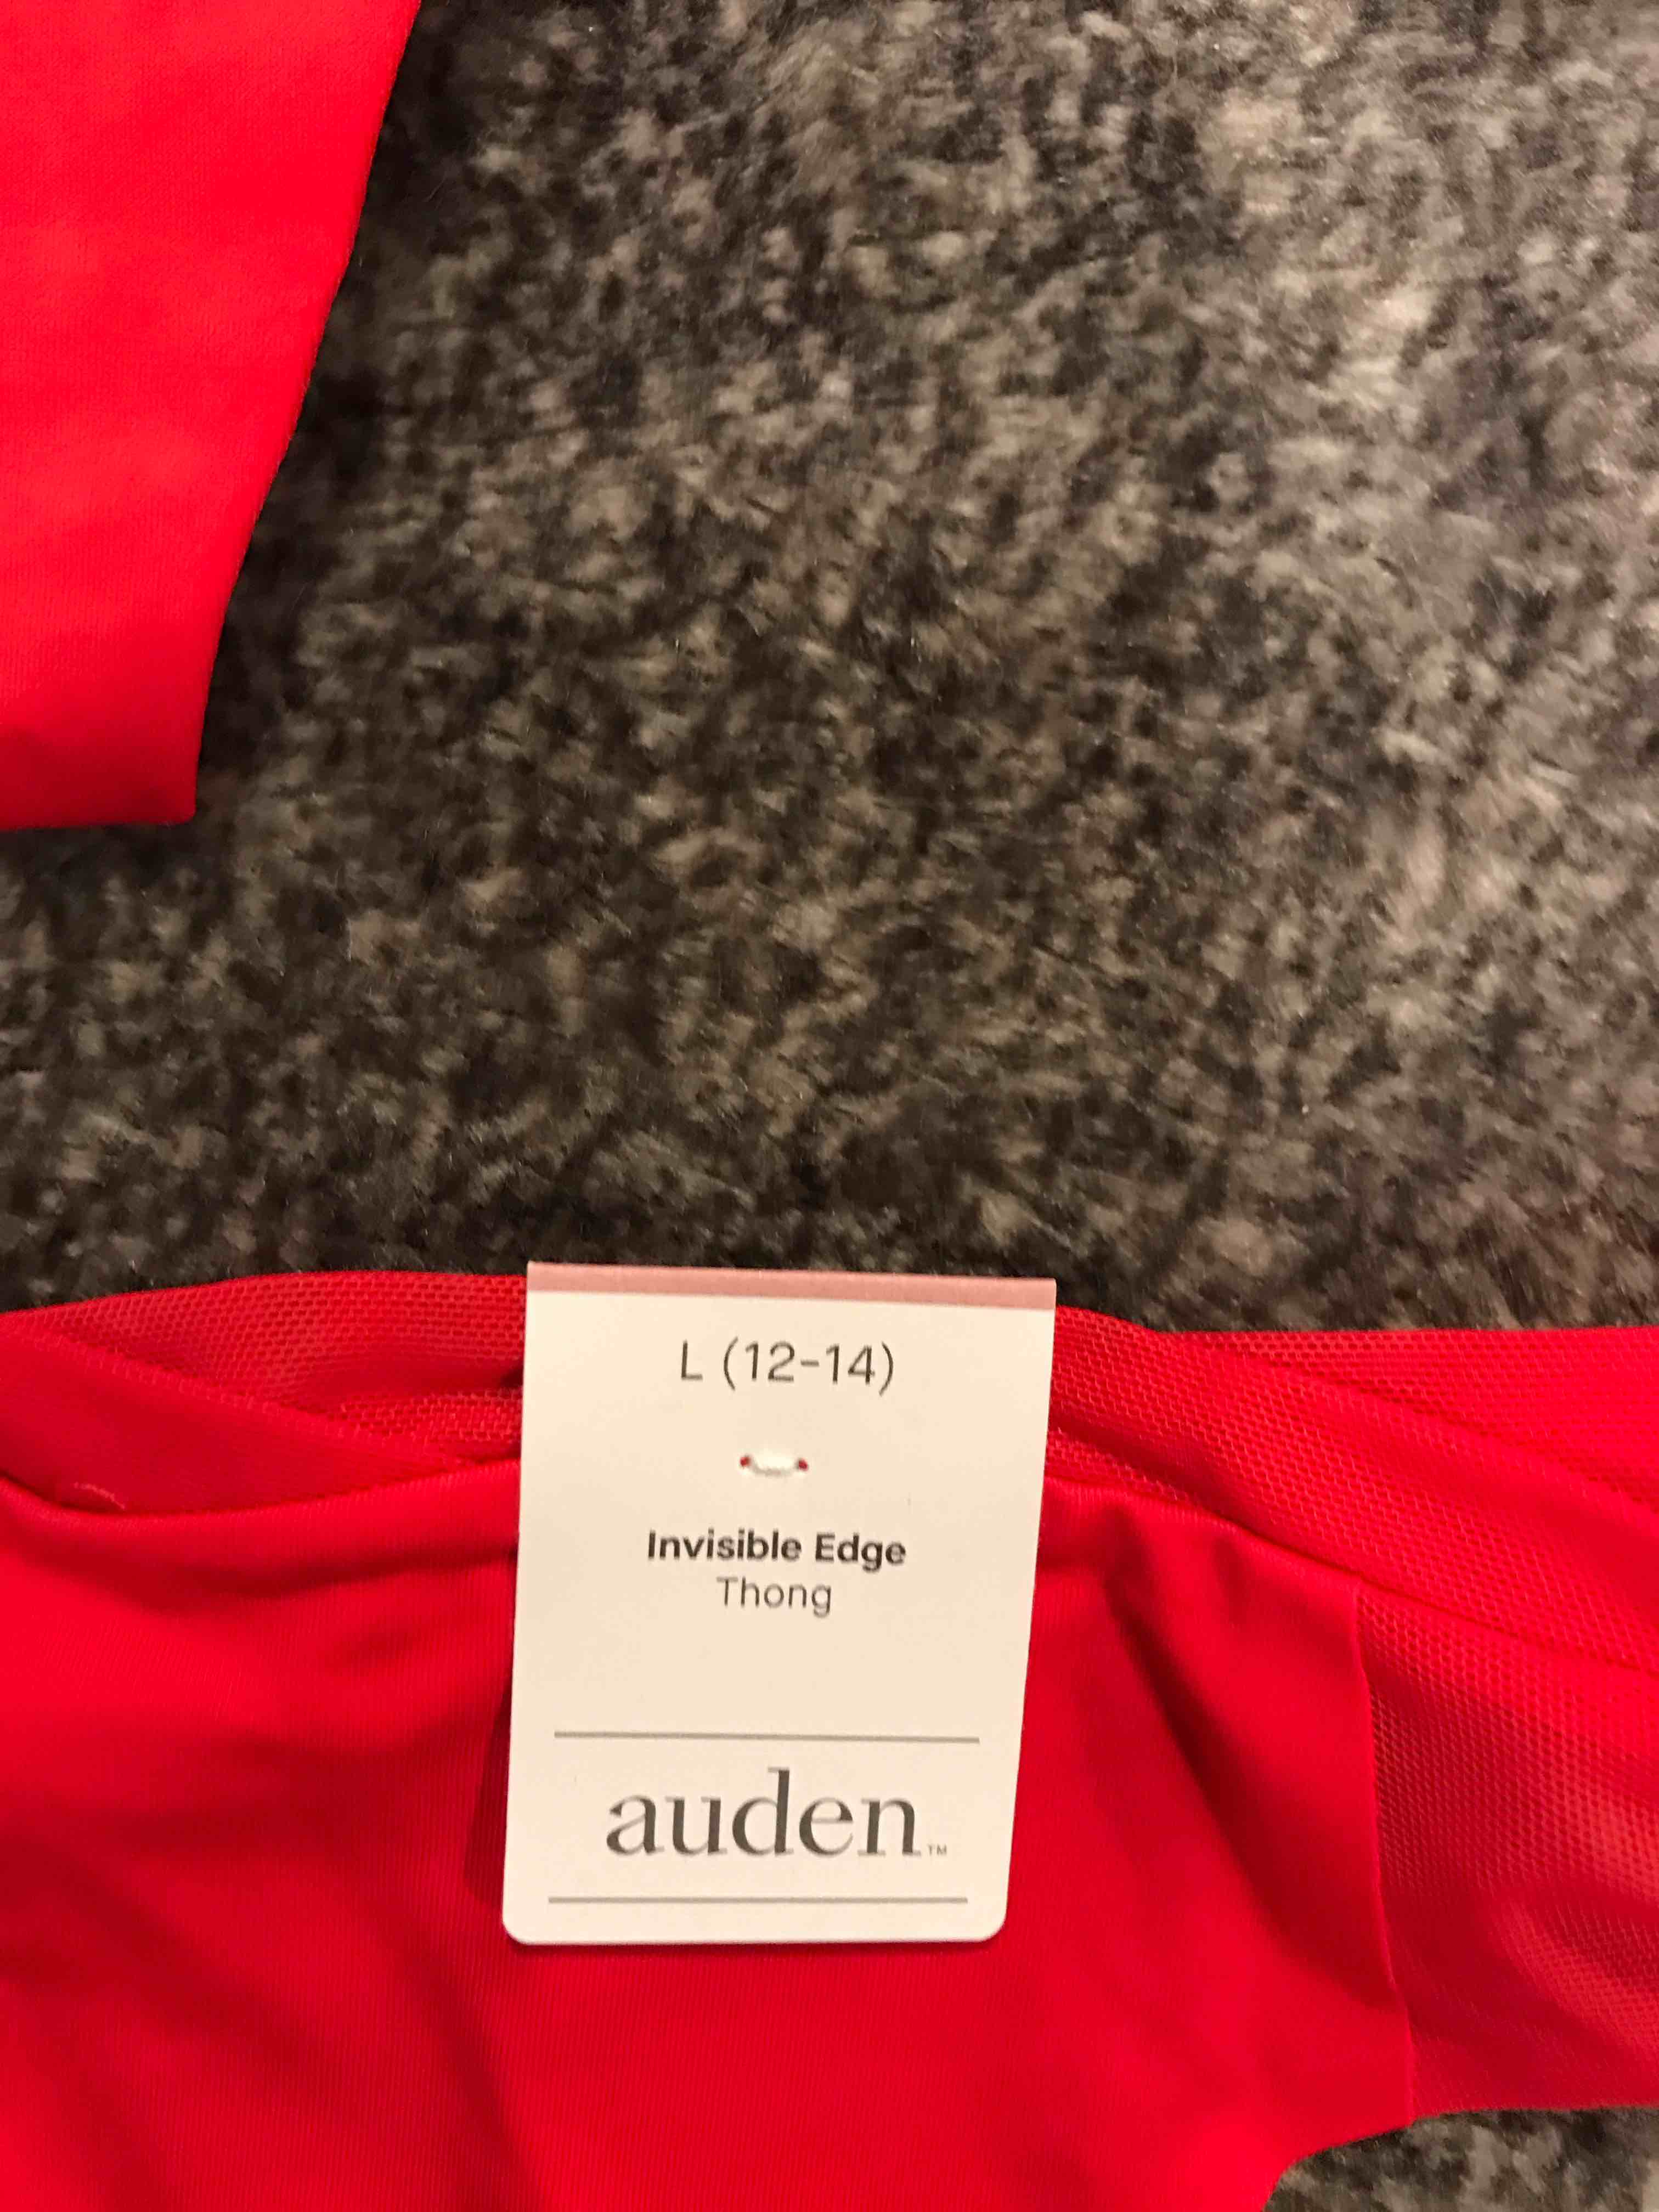 L (12-14)
Invisible Edge
Thong
auden™